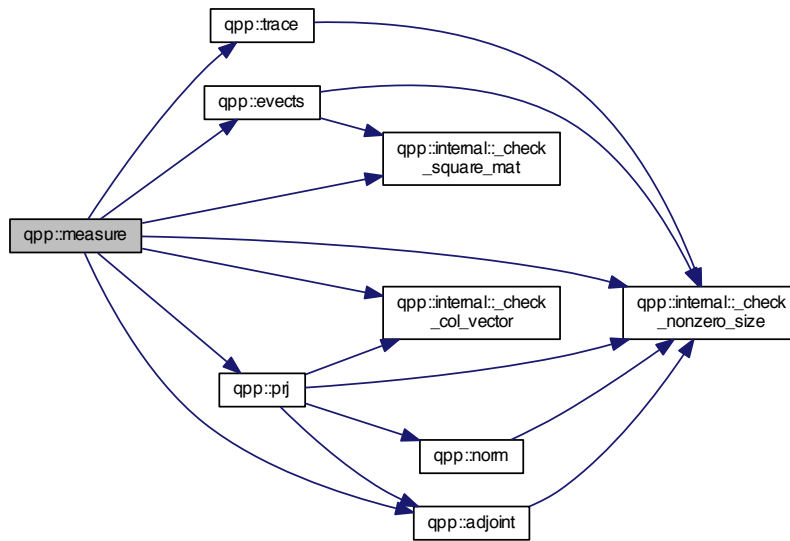 qpp::trace
qpp::evects
qpp::internal::_check
_square_mat
qpp::measure
qpp::internal::_check
_col_vector
qpp::internal::_check
_nonzero_size
qpp::prj
qpp::norm
qpp::adjoint